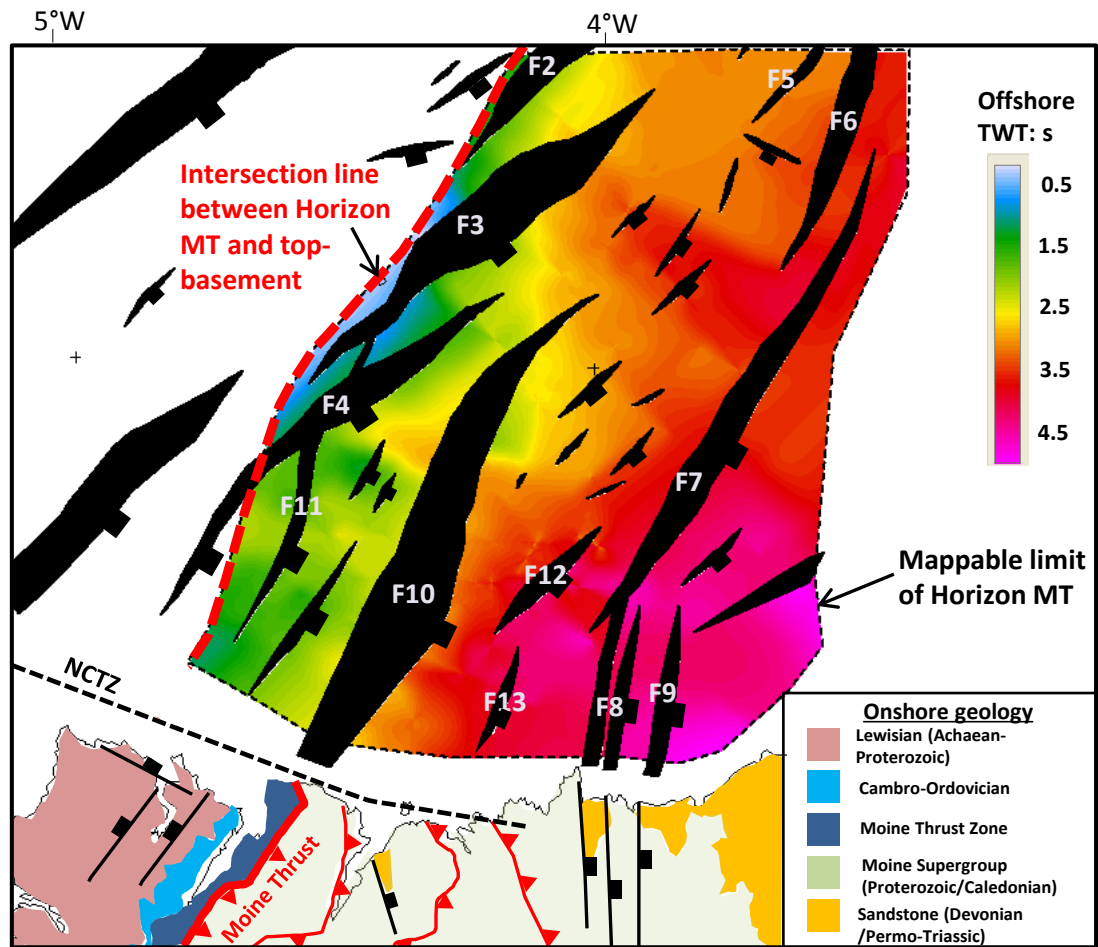 5°W
4°W
F2
F5
F6
Offshore
TWT: s
0.5
1.5
2.5
3.5
4.5
Intersection line
between Horizon
MT and top-
basement
F3
F4
F7
F11
F10
F12
Mappable limit
of Horizon MT
NCTZ
F13
F8
F9
Moine Thrust
Onshore geology
Lewisian (Achaean-
Proterozoic)
Cambro-Ordovician
Moine Thrust Zone
Moine Supergroup
(Proterozoic/Caledonian)
Sandstone (Devonian
/Permo-Triassic)